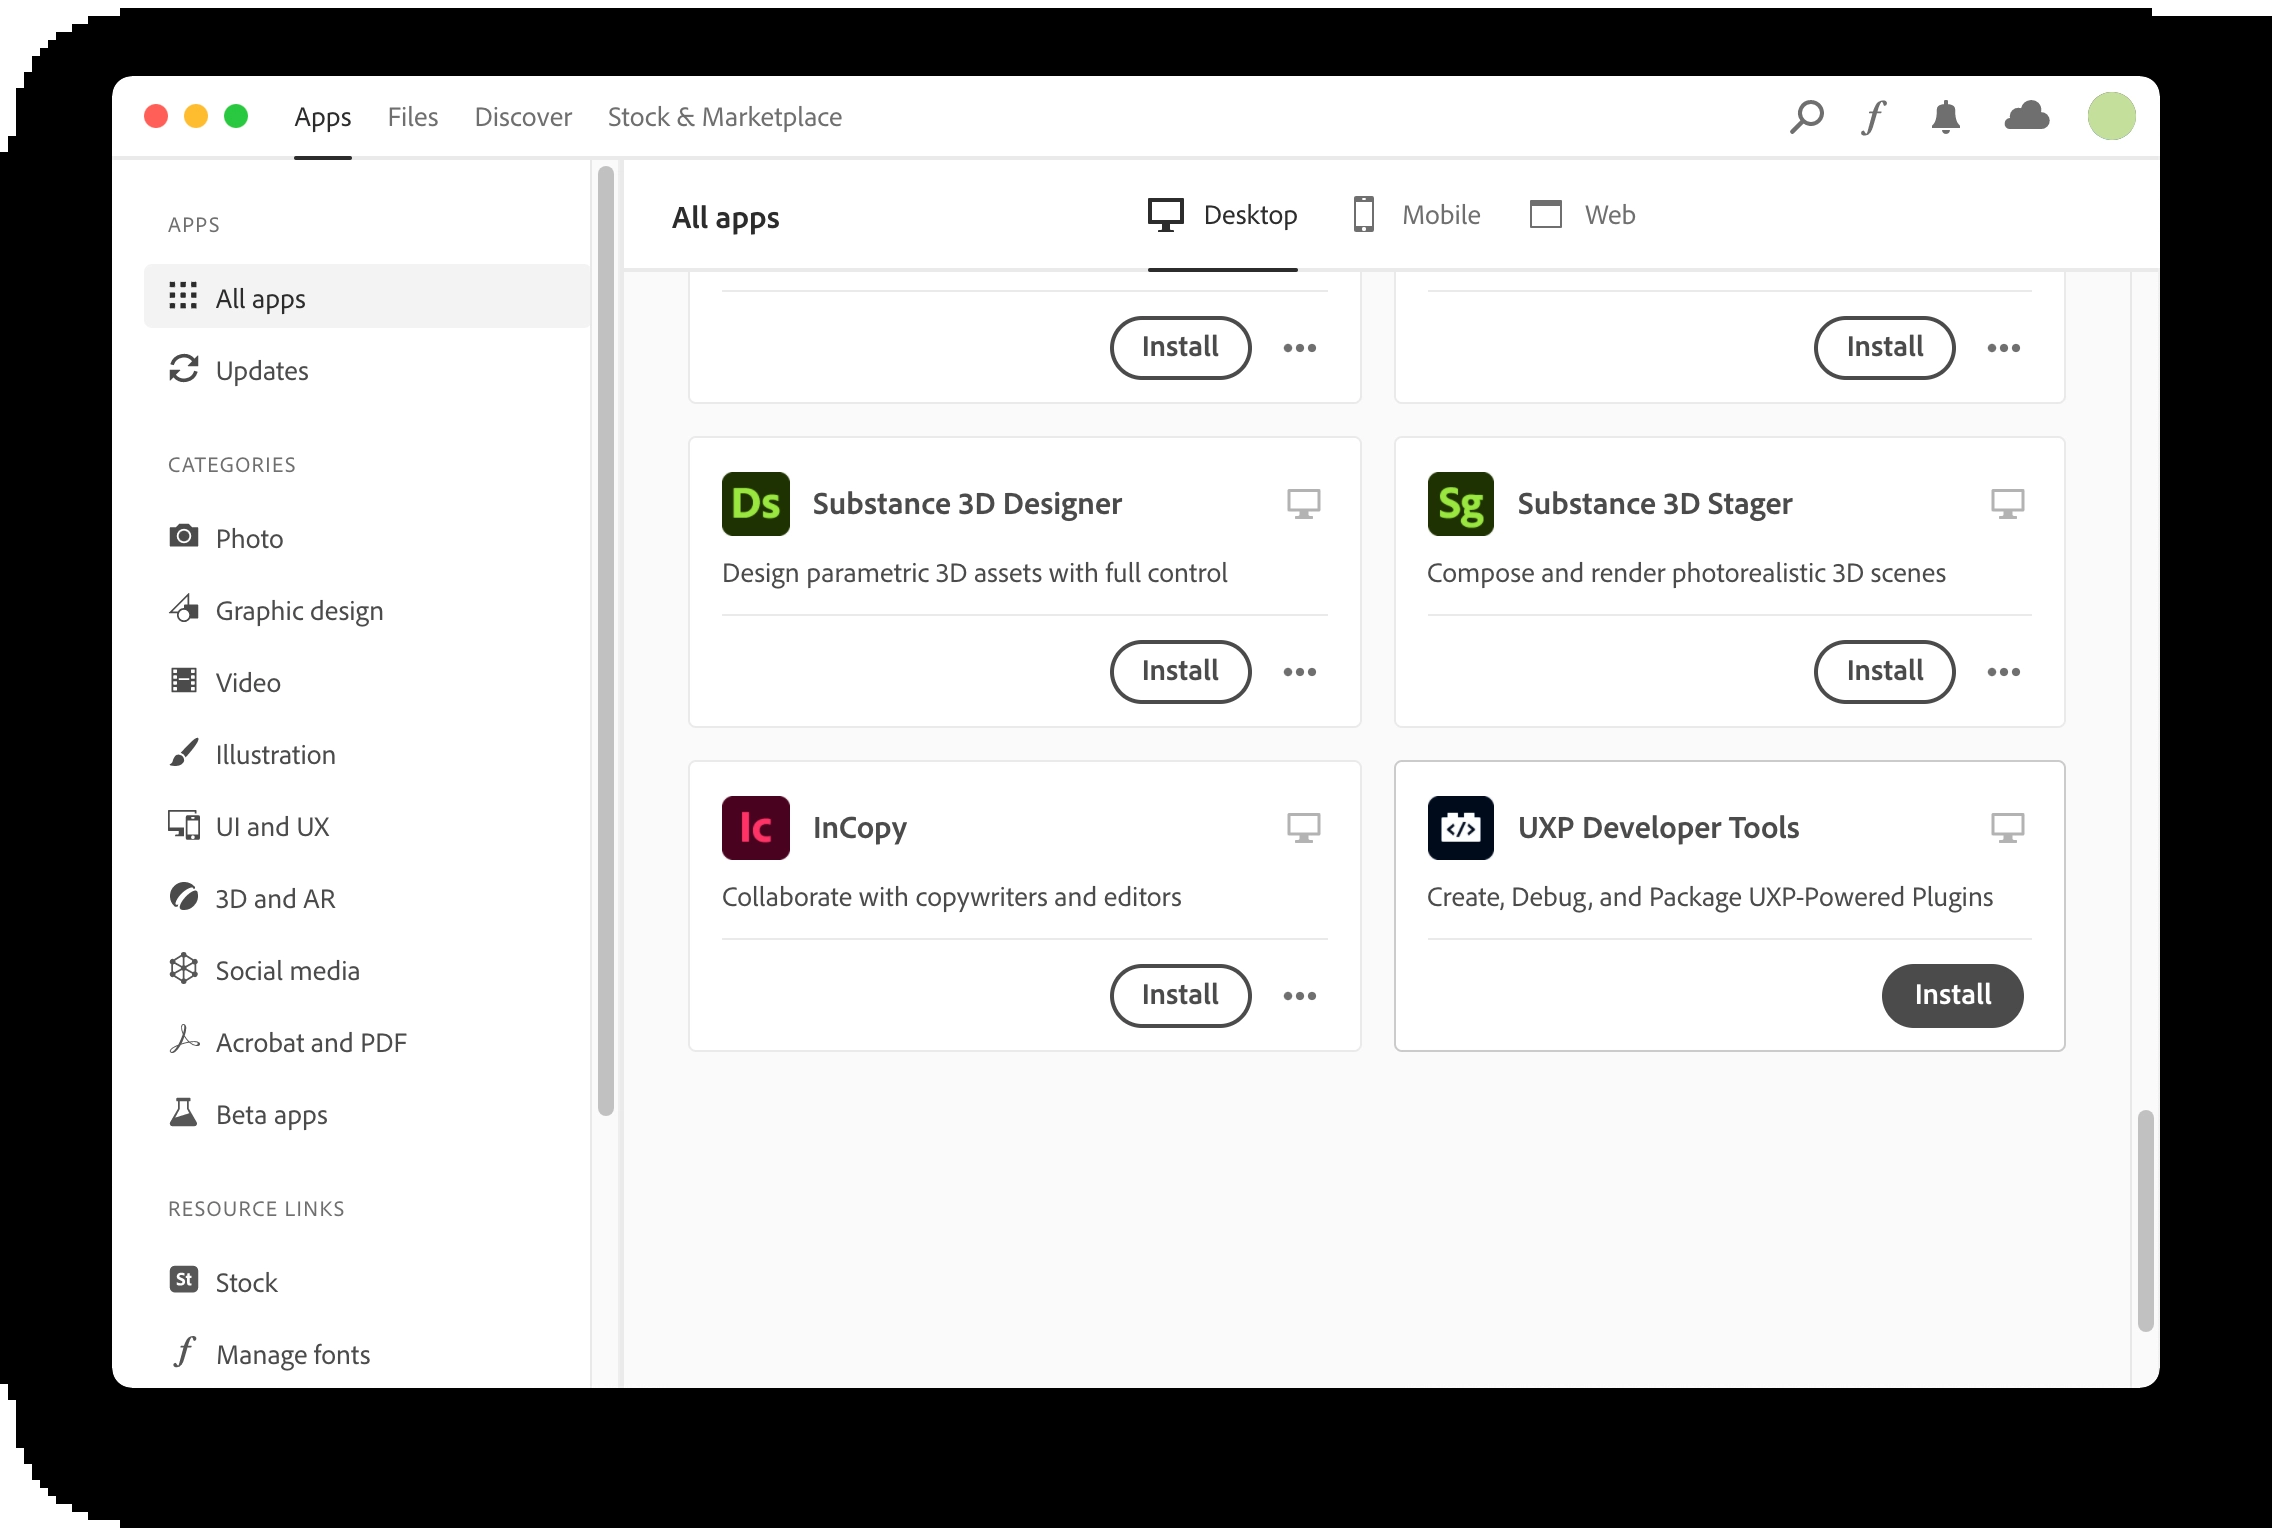 Apps Files Discover Stock & Marketplace
APPS
All apps
Updates
CATEGORIES
Photo
Graphic design
Video
Illustration
UI and UX
3D and AR
Social media
Acrobat and PDF
Beta apps
RESOURCE LINKS
St Stock
Manage fonts
All apps
Desktop Mobile Web
Install
Install
Ds Substance 3D Designer
Design parametric 3D assets with full control
Install
Sg Substance 3D Stager
Compose and render photorealistic 3D scenes
Install
Ic InCopy
Collaborate with copywriters and editors
Install
</> UXP Developer Tools
Create, Debug, and Package UXP-Powered Plugins
Install